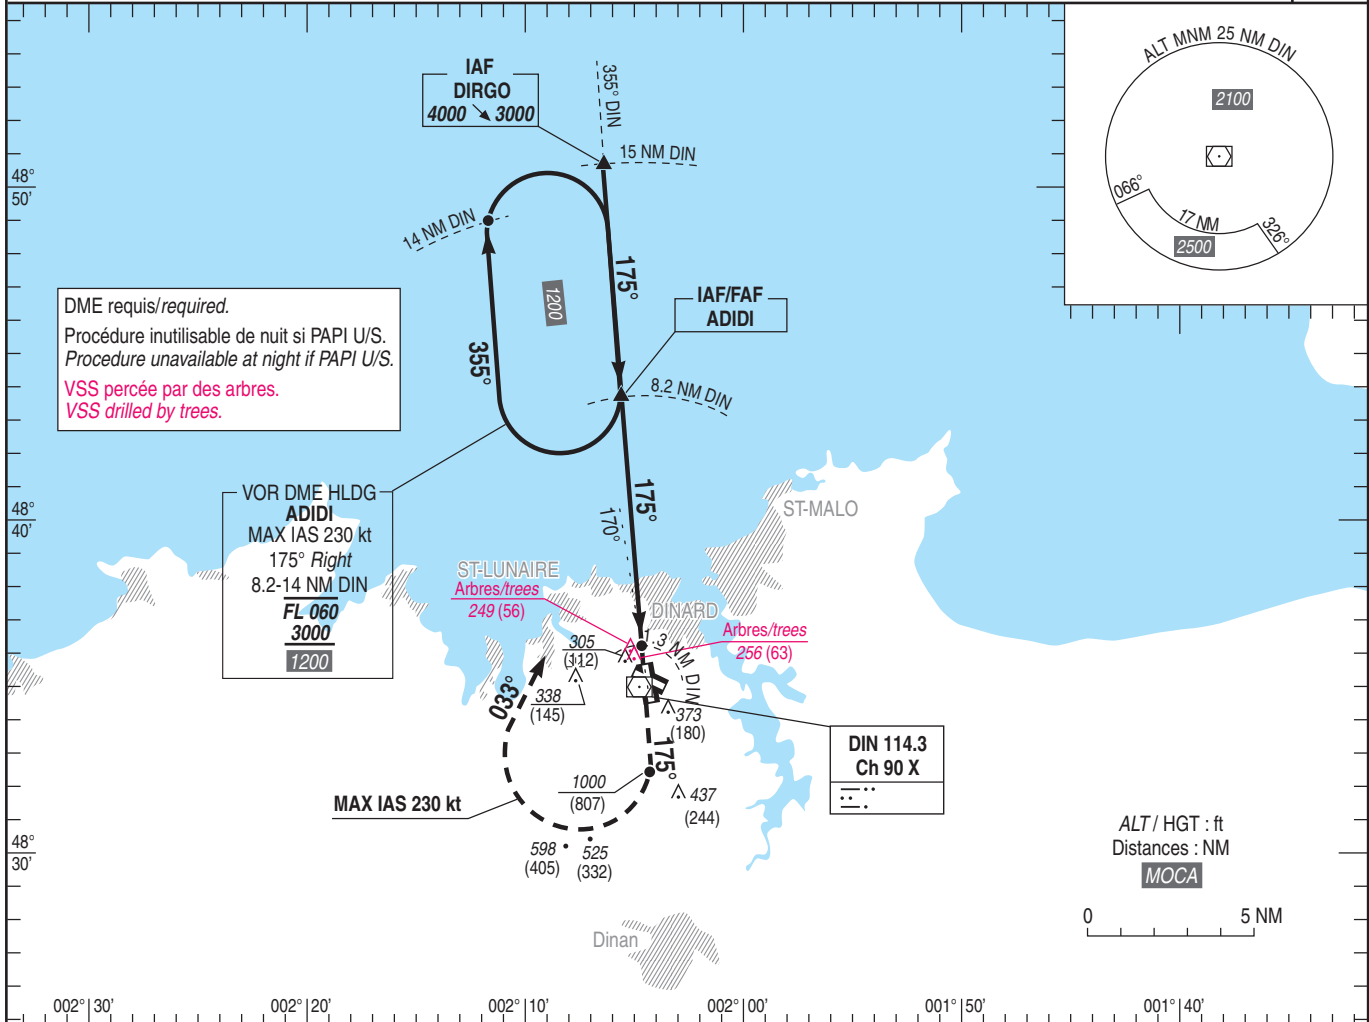 IAF
DIRGO
4000 ↘ 3000
355° DIN
15 NM DIN
14 NM DIN
ALT MNM 25 NM DIN
2100
066°
17 NM
326°
2500
48°
50'
175°
1200
355°
IAF/FAF
ADIDI
8.2 NM DIN
DME requis/required.
Procédure inutilisable de nuit si PAPI U/S.
Procedure unavailable at night if PAPI U/S.
VSS percée par des arbres.
VSS drilled by trees.
VOR DME HLDG
ADIDI
MAX IAS 230 kt
175° Right
8.2-14 NM DIN
FL 060
3000
1200
48°
40'
175°
170°
ST-MALO
ST-LUNAIRE
Arbres/trees
249 (56)
DINARD
Arbres/trees
256 (63)
1.3 NM DIN
305
(112)
338
(145)
033°
373
(180)
175°
DIN 114.3
Ch 90 X
1000
(807)
437
(244)
MAX IAS 230 kt
598
(405)
525
(332)
48°
30'
ALT / HGT : ft
Distances : NM
MOCA
0 5 NM
Dinan
002° 30' 002° 20' 002° 10' 002° 00' 001° 50' 001° 40'